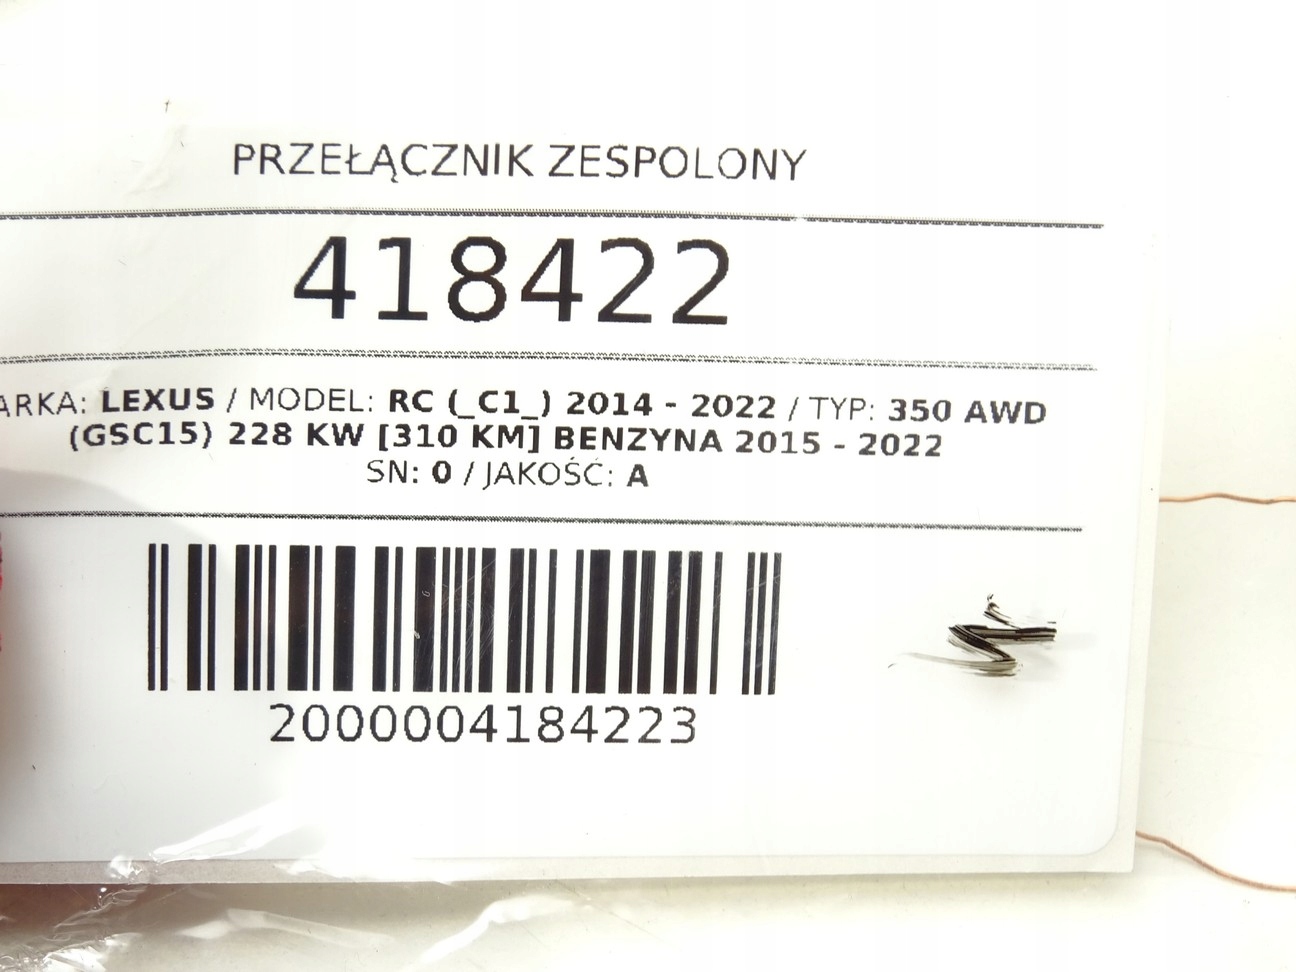 PRZEŁĄCZNIK ZESPOLONY
418422
ARKA: LEXUS / MODEL: RC (_C1_) 2014 - 2022 / TYP: 350 AWD
(GSC15) 228 KW [310 KM] BENZYNA 2015 - 2022
SN: 0 / JAKOŚĆ: A
2000004184223